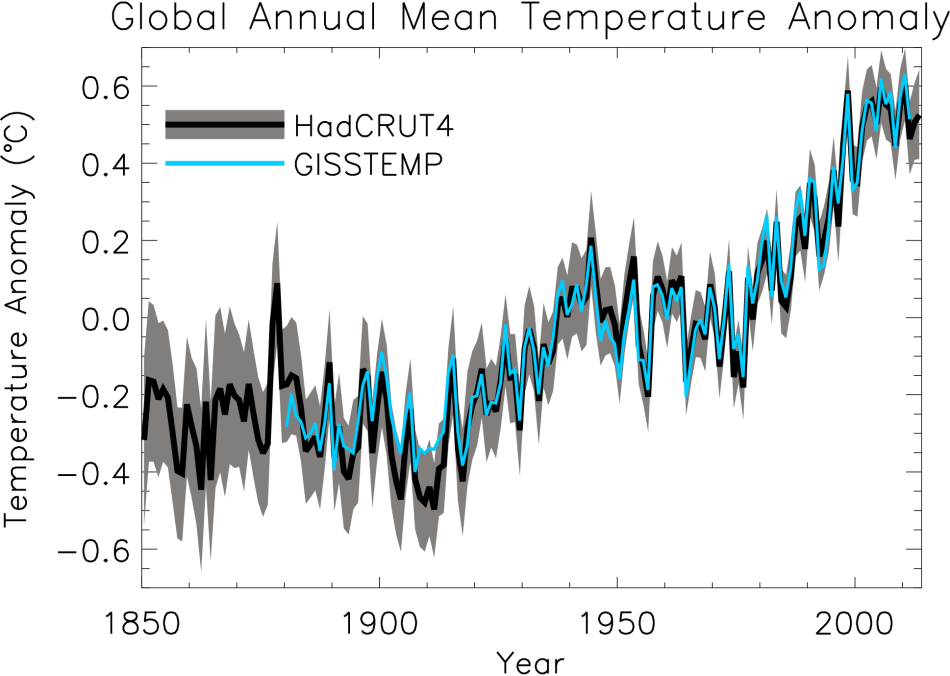 Global Annual Mean Temperature Anomaly
Temperature Anomaly (°C)
0.6
0.4
0.2
0.0
−0.2
−0.4
−0.6
HadCRUT4
GISSTEMP
1850 1900 1950 2000
Year